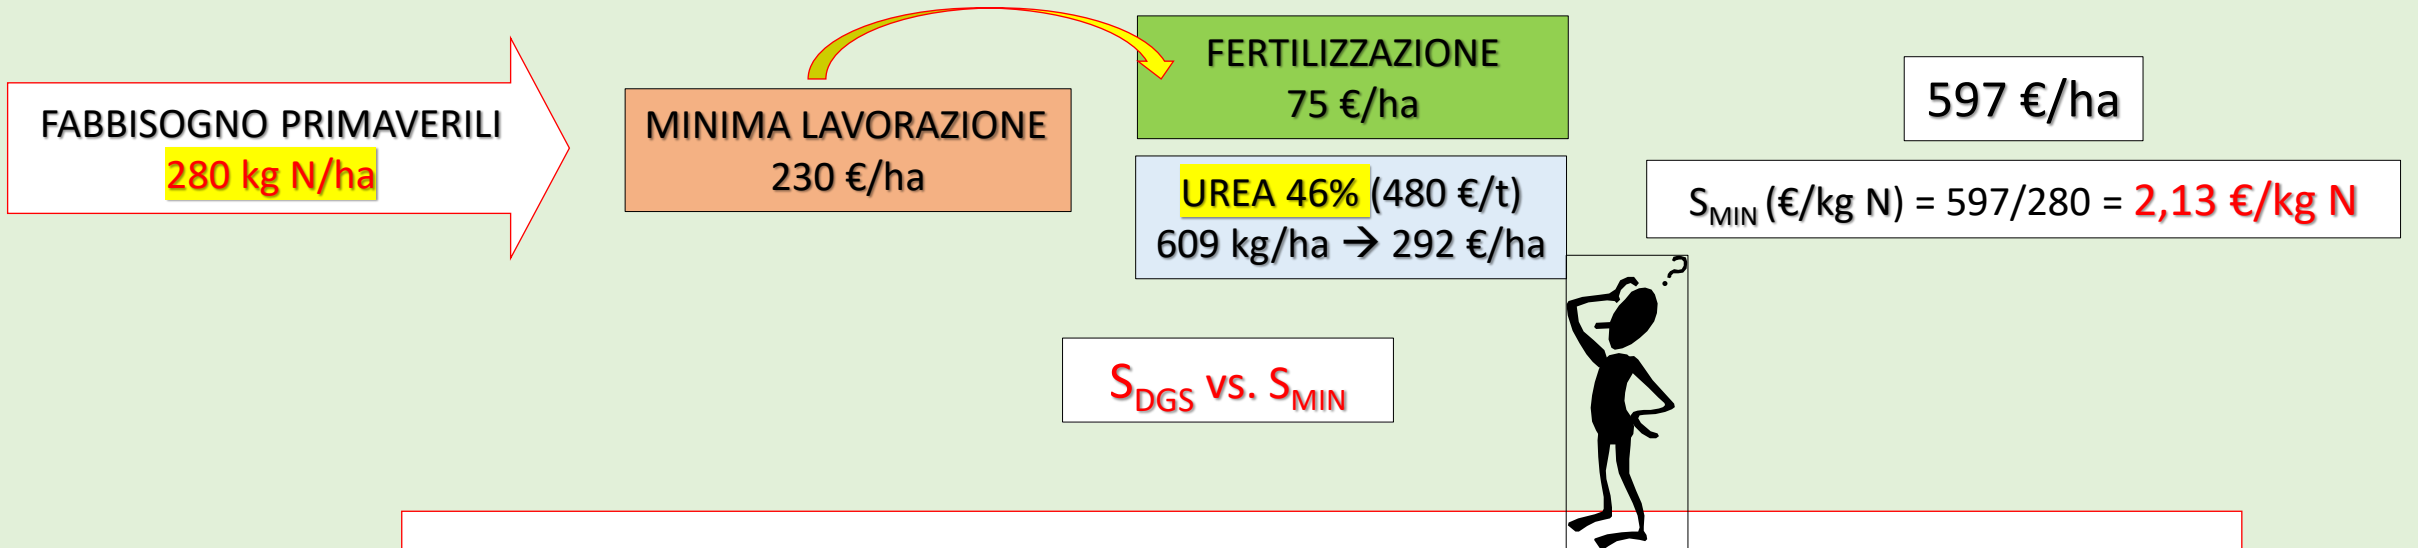 FABBISOGNO PRIMAVERILI
280 kg N/ha
MINIMA LAVORAZIONE
230 €/ha
FERTILIZZAZIONE
75 €/ha
UREA 46% (480 €/t)
609 kg/ha → 292 €/ha
597 €/ha
SMIN (€/kg N) = 597/280 = 2,13 €/kg N
?
SDGS vs. SMIN